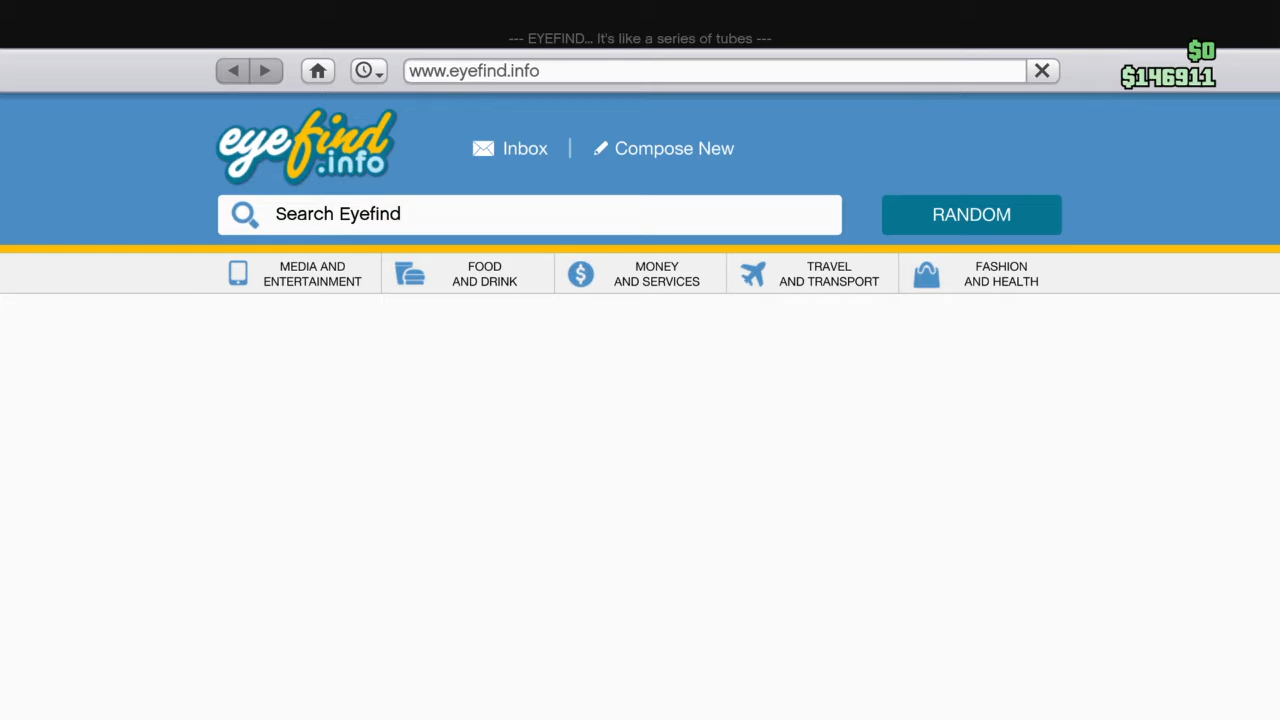 --- EYEFIND... It's like a series of tubes ---
$0
www.eyefind.info
$146911
eyefind
.info
Inbox
Compose New
Search Eyefind
RANDOM
MEDIA AND
ENTERTAINMENT
FOOD
AND DRINK
MONEY
AND SERVICES
TRAVEL
AND TRANSPORT
FASHION
AND HEALTH